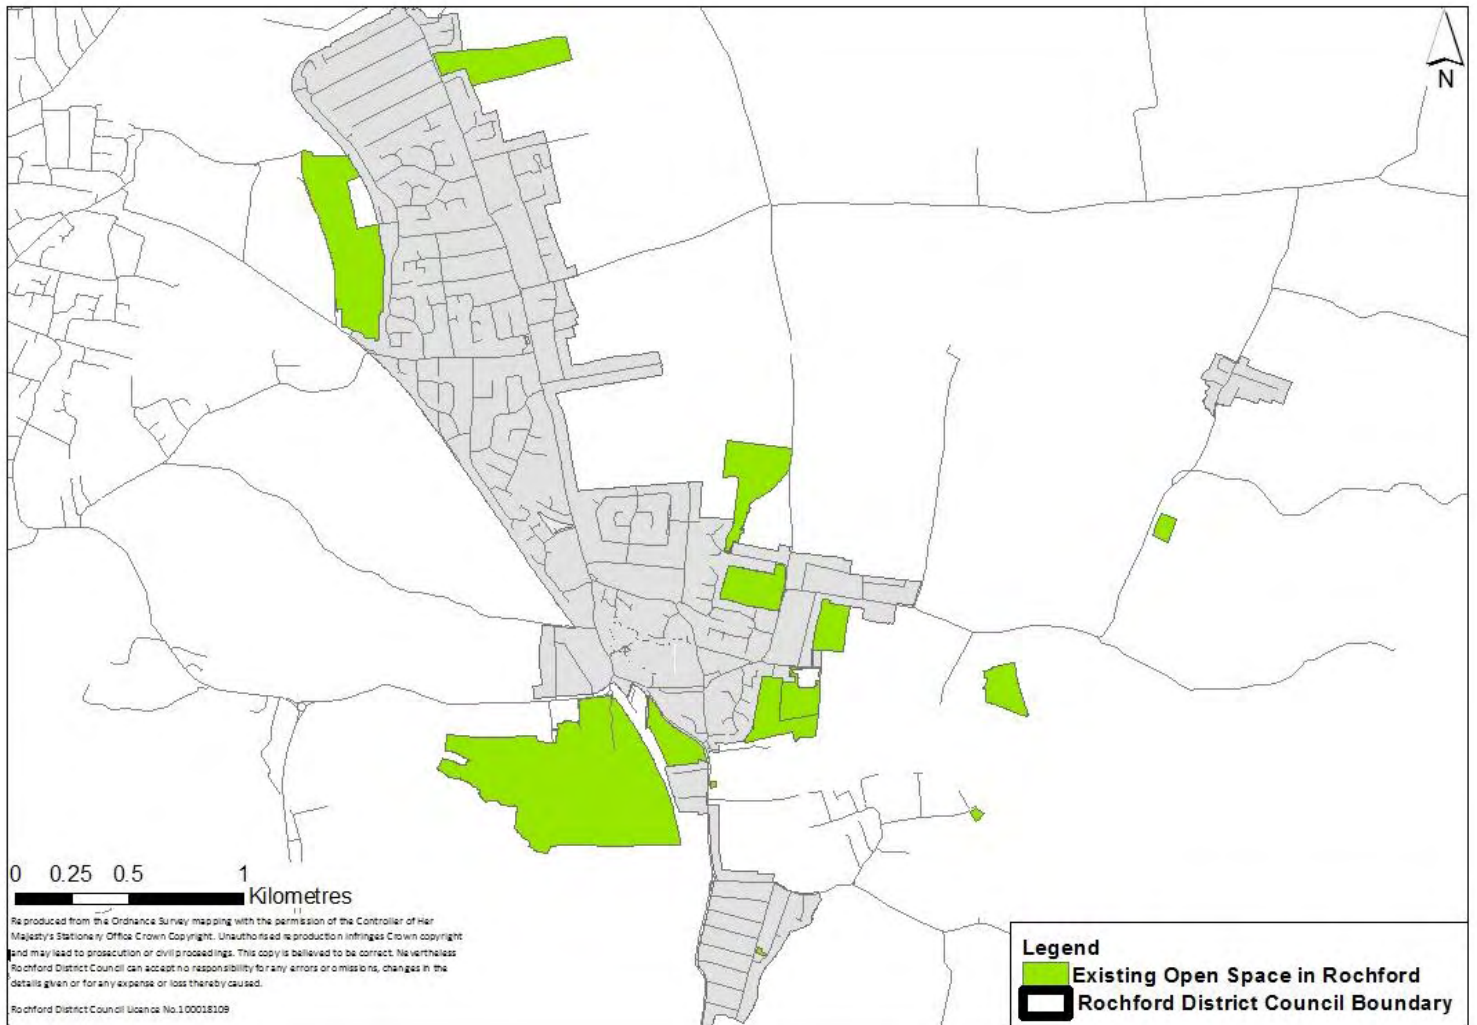 N
0 0.25 0.5 1
Kilometres
Reproduced from the Ordnance Survey mapping with the permission of the Controller of Her
Majesty's Stationery Office Crown Copyright. Unauthorised reproduction infringes Crown copyright
and may lead to prosecution or civil proceedings. This copy is believed to be correct. Nevertheless
Rochford District Council can accept no responsibility for any errors or omissions, changes in the
details given or for any expense or loss thereby caused.
Rochford District Council Licence No.100018109
Legend
Existing Open Space in Rochford
Rochford District Council Boundary